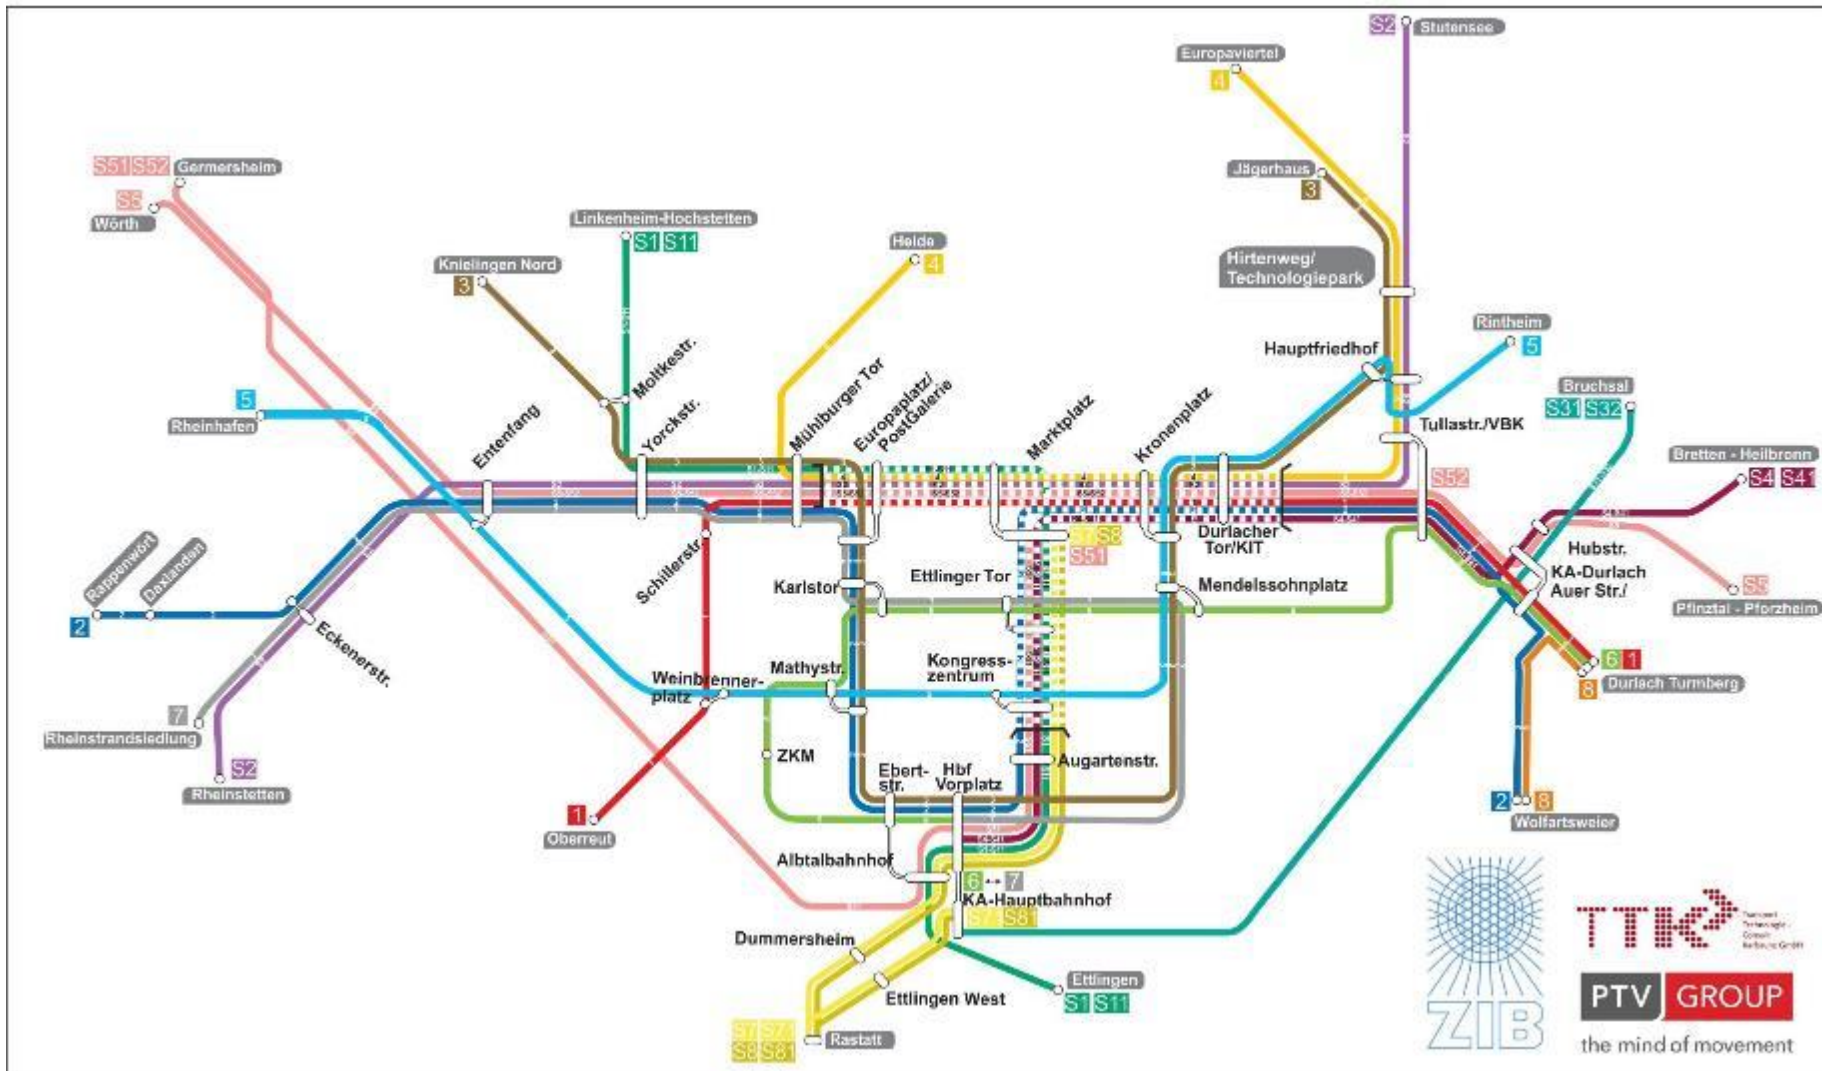 S2
Stutensee
Europaviertel
4
Jägerhaus
3
S51 S52
Germersheim
S5
Wörth
Linkenheim-Hochstetten
S1 S11
Heide
4
Knielingen Nord
3
Hirtenweg/
Technologiepark
Rintheim
5
Hauptfriedhof
Bruchsal
S31 S32
5
Rheinhafen
Entenfang
Yorckstr.
Moltkestr.
Mühlburger Tor
Europaplatz/
PostGalerie
Marktplatz
Kronenplatz
Tullastr./VBK
S52
Bretten - Heilbronn
S4 S41
Rappenwört
Daxlanden
2
Eckenerstr.
Schillerstr.
Karlstor
Ettlinger Tor
S7 S8
S51
Durlacher
Tor/KIT
Mendelssohnplatz
Hubstr.
KA-Durlach
Auer Str./
S5
Pfinztal - Pforzheim
7
Rheinstrandsiedlung
S2
Rheinstetten
Weinbrenner-
platz
Mathystr.
Kongress-
zentrum
6 1
8
Durlach Turmberg
ZKM
Ebert-
str.
Hbf
Vorplatz
Augartenstr.
1
Oberreut
2
8
Wolfartsweier
Albtalbahnhof
6 7
KA-Hauptbahnhof
S71 S81
Dummersheim
Ettlingen West
Ettlingen
S1 S11
S7 S71
S8 S81
Rastatt
ZIB
TTK
Transport
Technologie -
Consult
Karlsruhe GmbH
PTV GROUP
the mind of movement